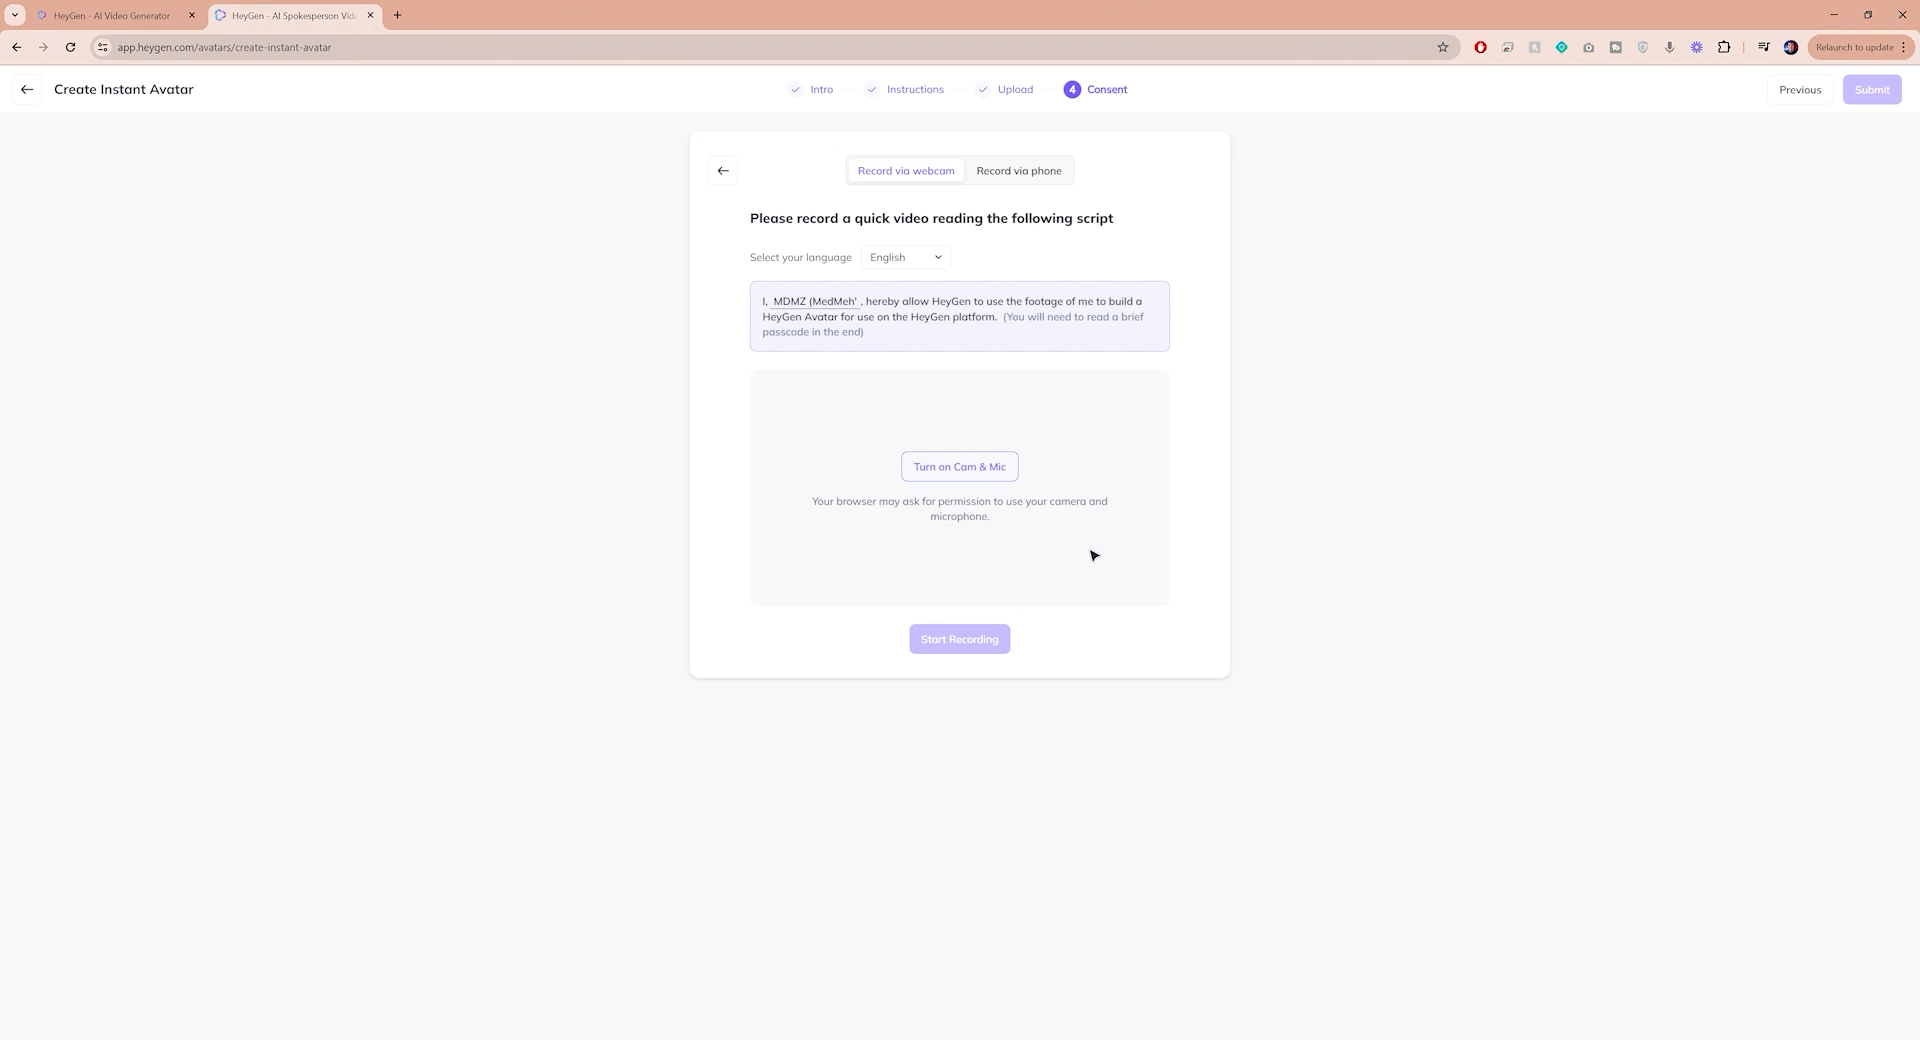 HeyGen - AI Video Generator
HeyGen - AI Spokesperson Vid
app.heygen.com/avatars/create-instant-avatar
Relaunch to update
Create Instant Avatar
Intro
Instructions
Upload
4 Consent
Previous
Submit
Record via webcam
Record via phone
Please record a quick video reading the following script
Select your language English
I, MDMZ (MedMeh' , hereby allow HeyGen to use the footage of me to build a
HeyGen Avatar for use on the HeyGen platform. (You will need to read a brief
passcode in the end)
Turn on Cam & Mic
Your browser may ask for permission to use your camera and
microphone.
Start Recording